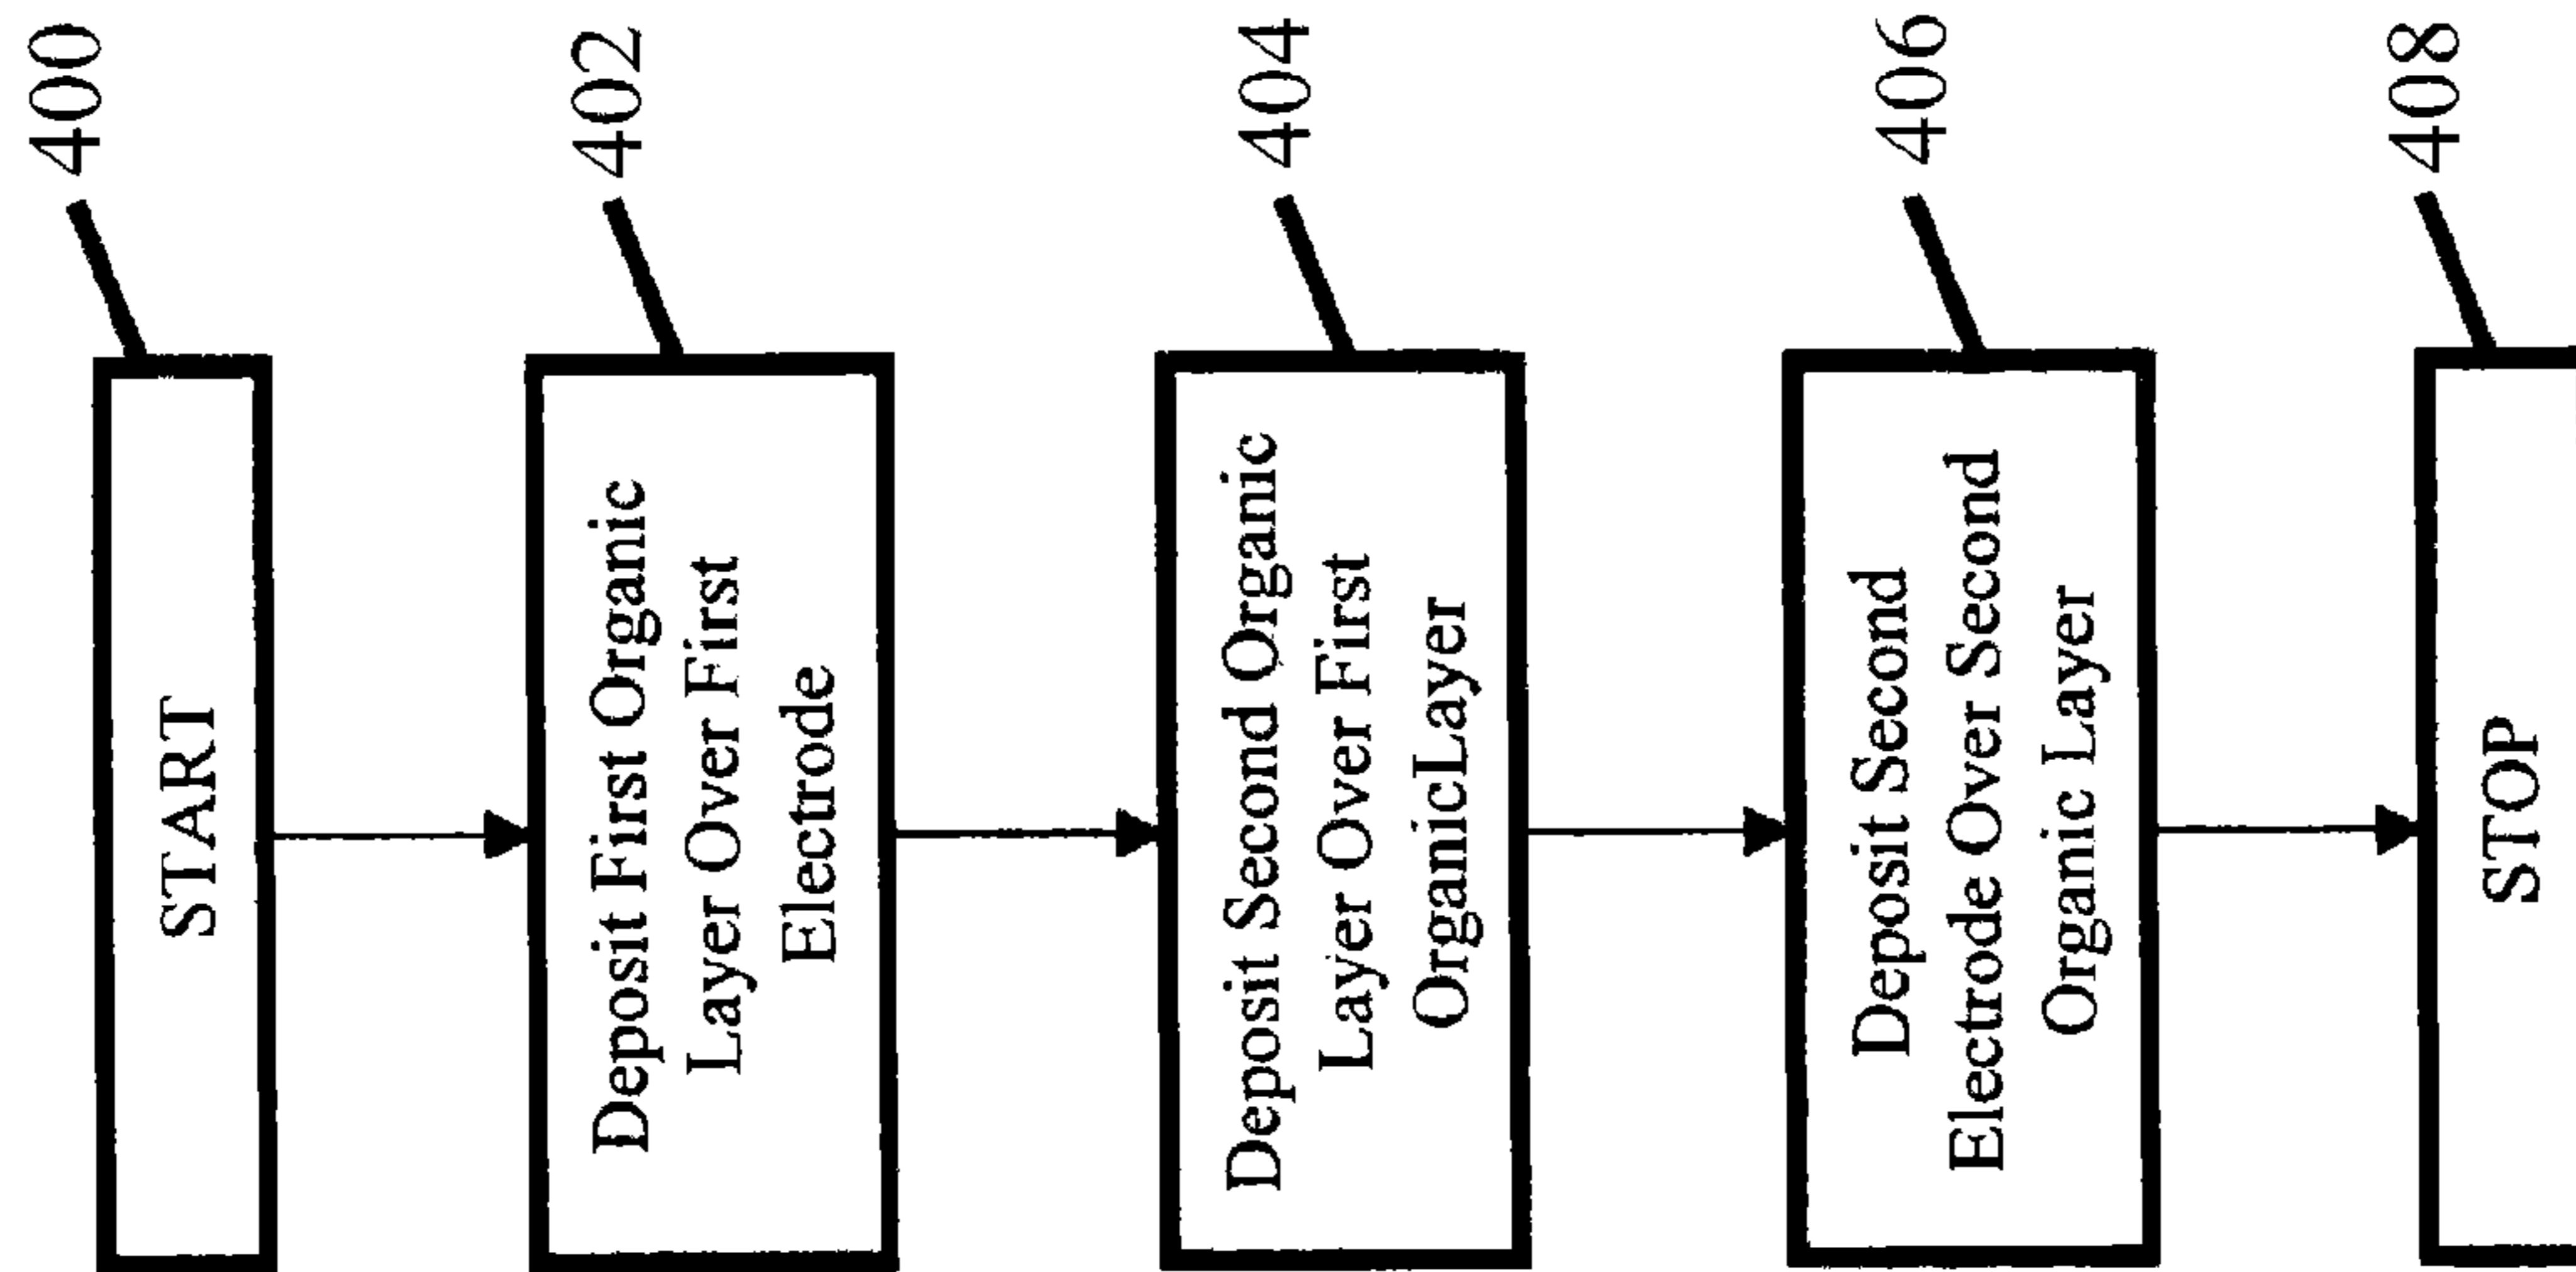 400
START
402
Deposit First Organic
Layer Over First
Electrode
404
Deposit Second Organic
Layer Over First
OrganicLayer
406
Deposit Second
Electrode Over Second
Organic Layer
408
STOP